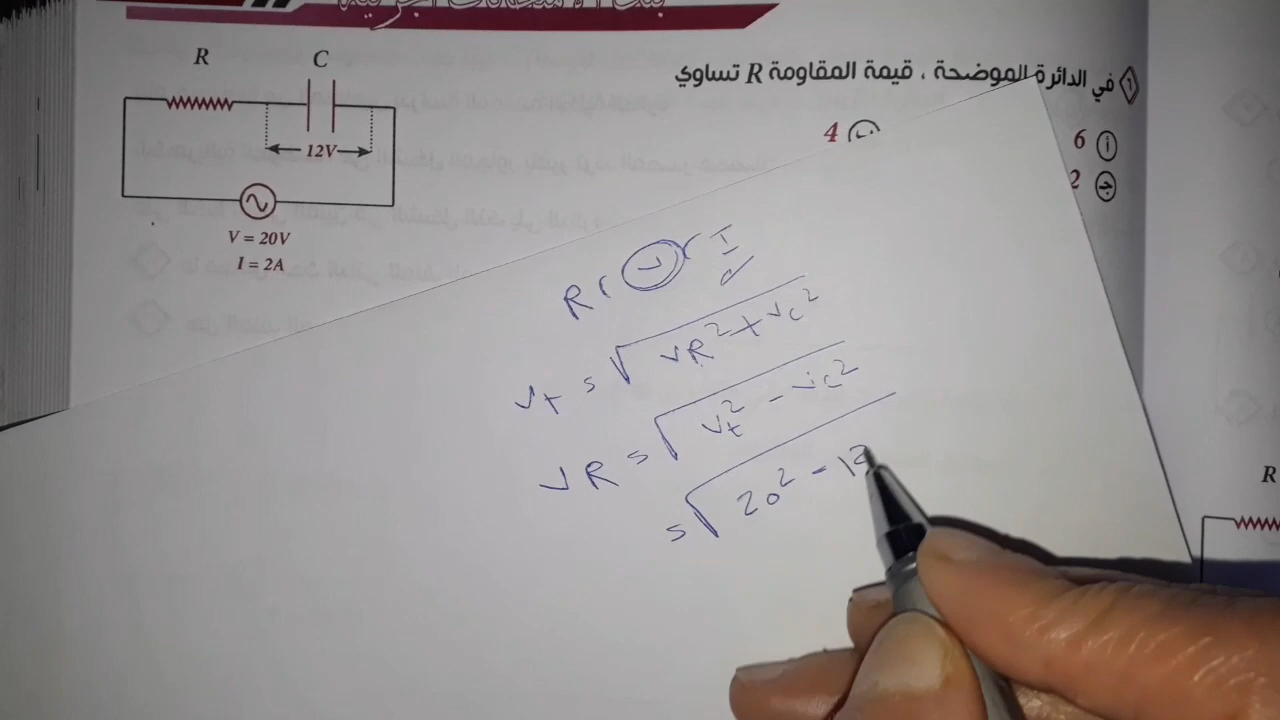 في الدائرة الموضحة ، قيمة المقاومة R تساوي
أ 6
ب 4
ج 2
R
C
12V
V = 20V
I = 2A
R, V, I
Vt = √VR² + Vc²
VR = √Vt² - Vc²
= √20² - 12
R